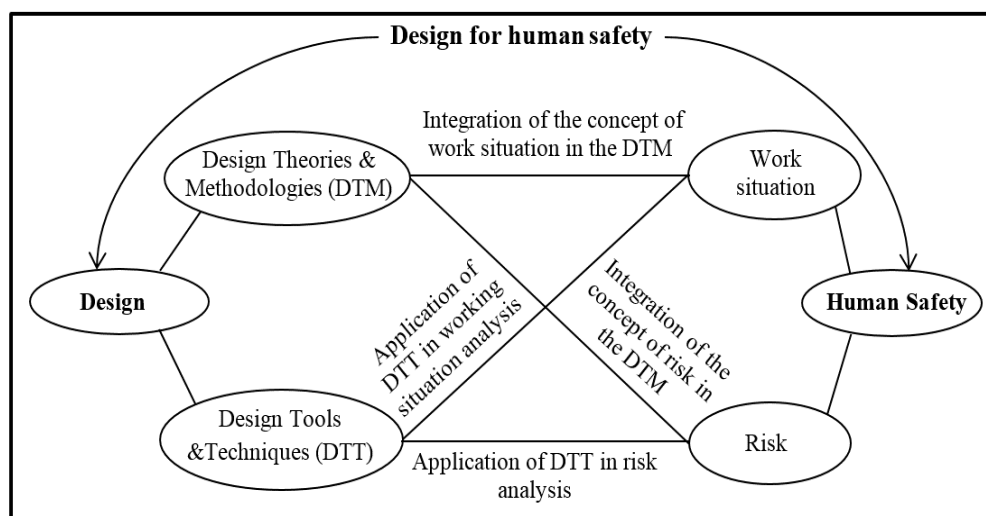 Design for human safety
Integration of the concept of
work situation in the DTM
Design Theories &
Methodologies (DTM)
Work
situation
Design
Application of
DTT in working
situation analysis
Integration of the
concept of risk in
the DTM
Human Safety
Design Tools
&Techniques (DTT)
Risk
Application of DTT in risk
analysis